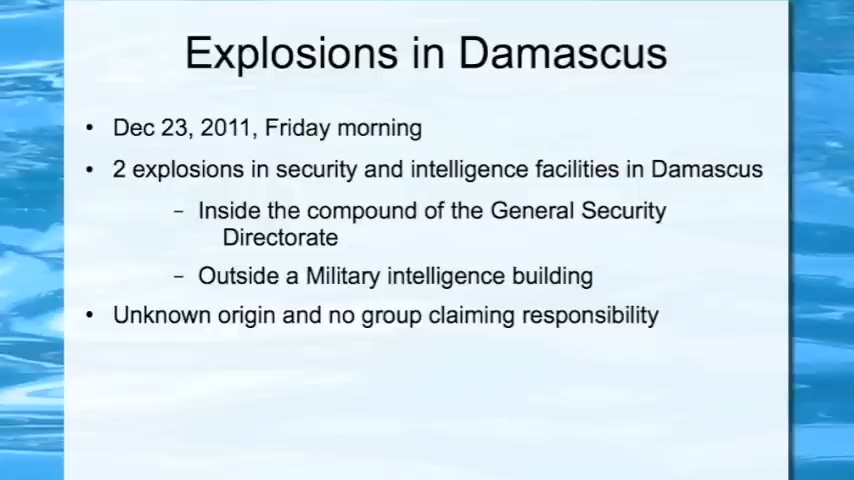 Explosions in Damascus
• Dec 23, 2011, Friday morning
• 2 explosions in security and intelligence facilities in Damascus
– Inside the compound of the General Security
Directorate
– Outside a Military intelligence building
• Unknown origin and no group claiming responsibility